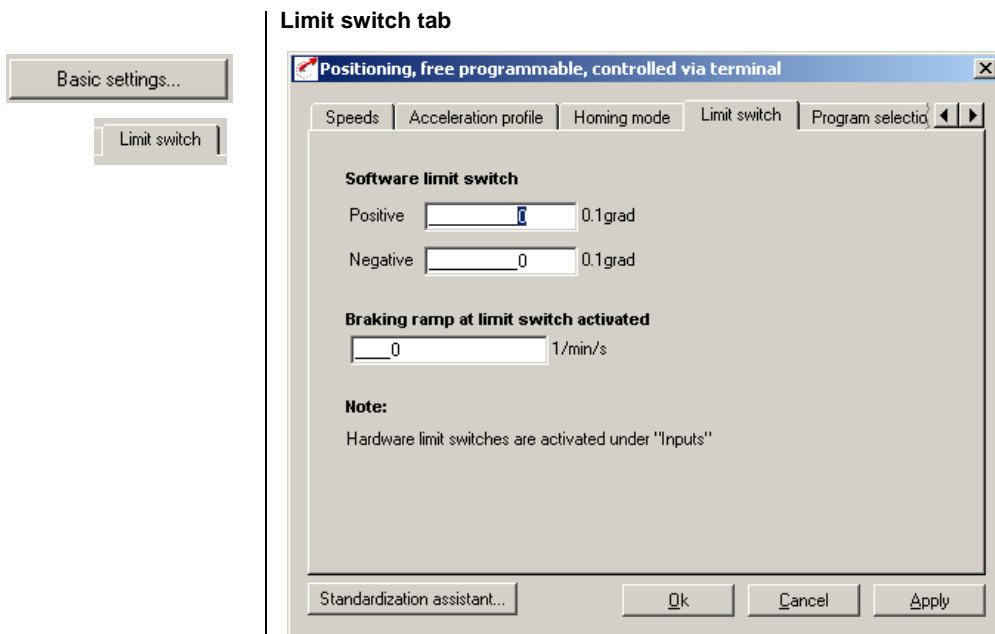 Limit switch tab
Basic settings...
Limit switch
Positioning, free programmable, controlled via terminal
Speeds Acceleration profile Homing mode Limit switch Program selectio
Software limit switch
Positive 0 0.1grad
Negative 0 0.1grad
Braking ramp at limit switch activated
0 1/min/s
Note:
Hardware limit switches are activated under "Inputs"
Standardization assistant... Ok Cancel Apply